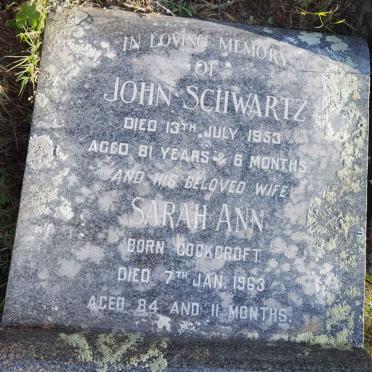 IN LOVING MEMORY
OF
JOHN SCHWARTZ
DIED 13TH JULY 1953
AGED 81 YEARS & 6 MONTHS
AND HIS BELOVED WIFE
SARAH ANN
BORN COCKCROFT
DIED 7TH JAN. 1963
AGED 84 AND 11 MONTHS.